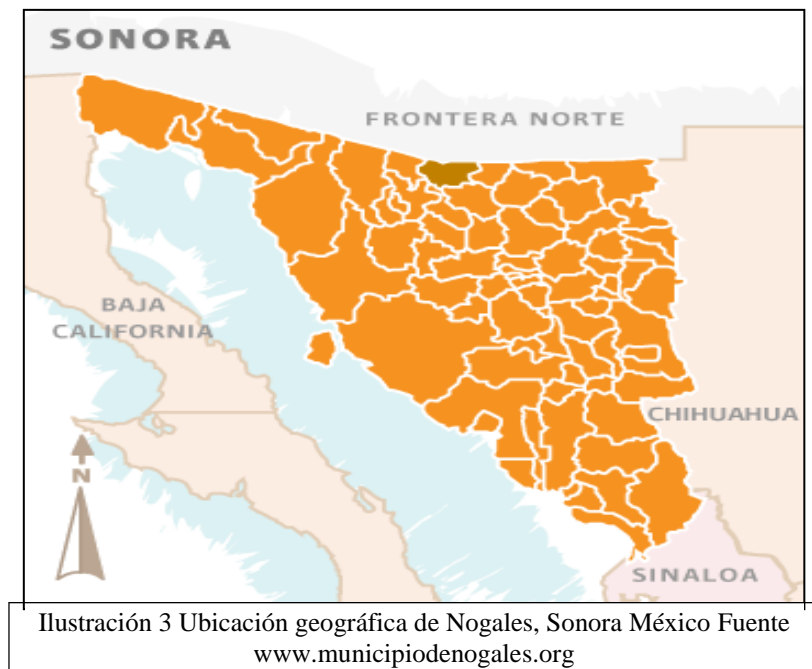 SONORA
FRONTERA NORTE
BAJA
CALIFORNIA
CHIHUAHUA
N
SINALOA
Ilustración 3 Ubicación geográfica de Nogales, Sonora México Fuente
www.municipiodenogales.org